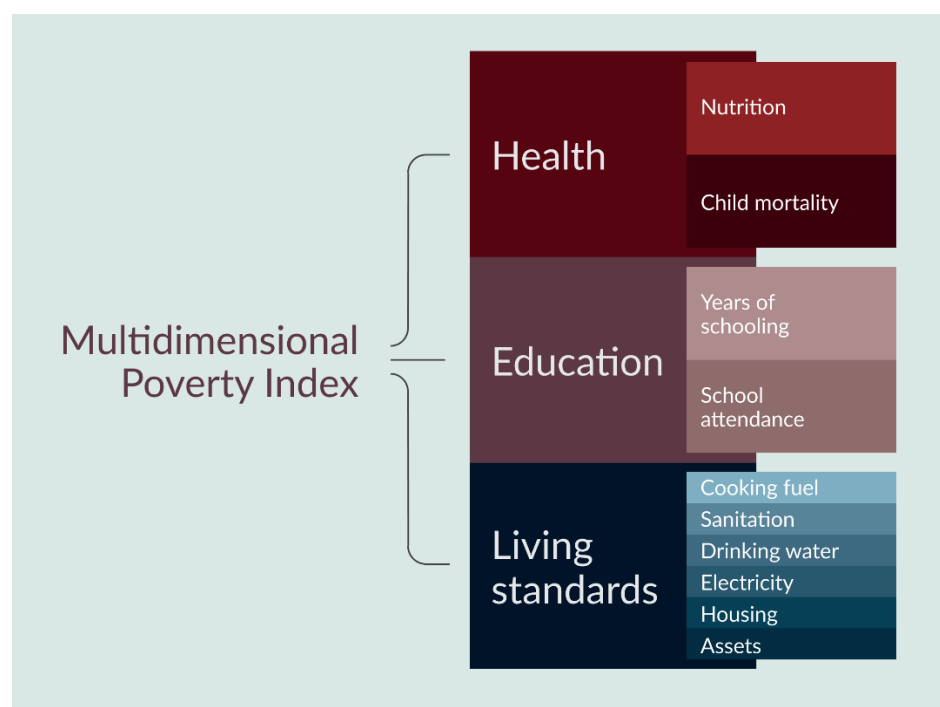 Multidimensional
Poverty Index
Health
Nutrition
Child mortality
Education
Years of
schooling
School
attendance
Living
standards
Cooking fuel
Sanitation
Drinking water
Electricity
Housing
Assets